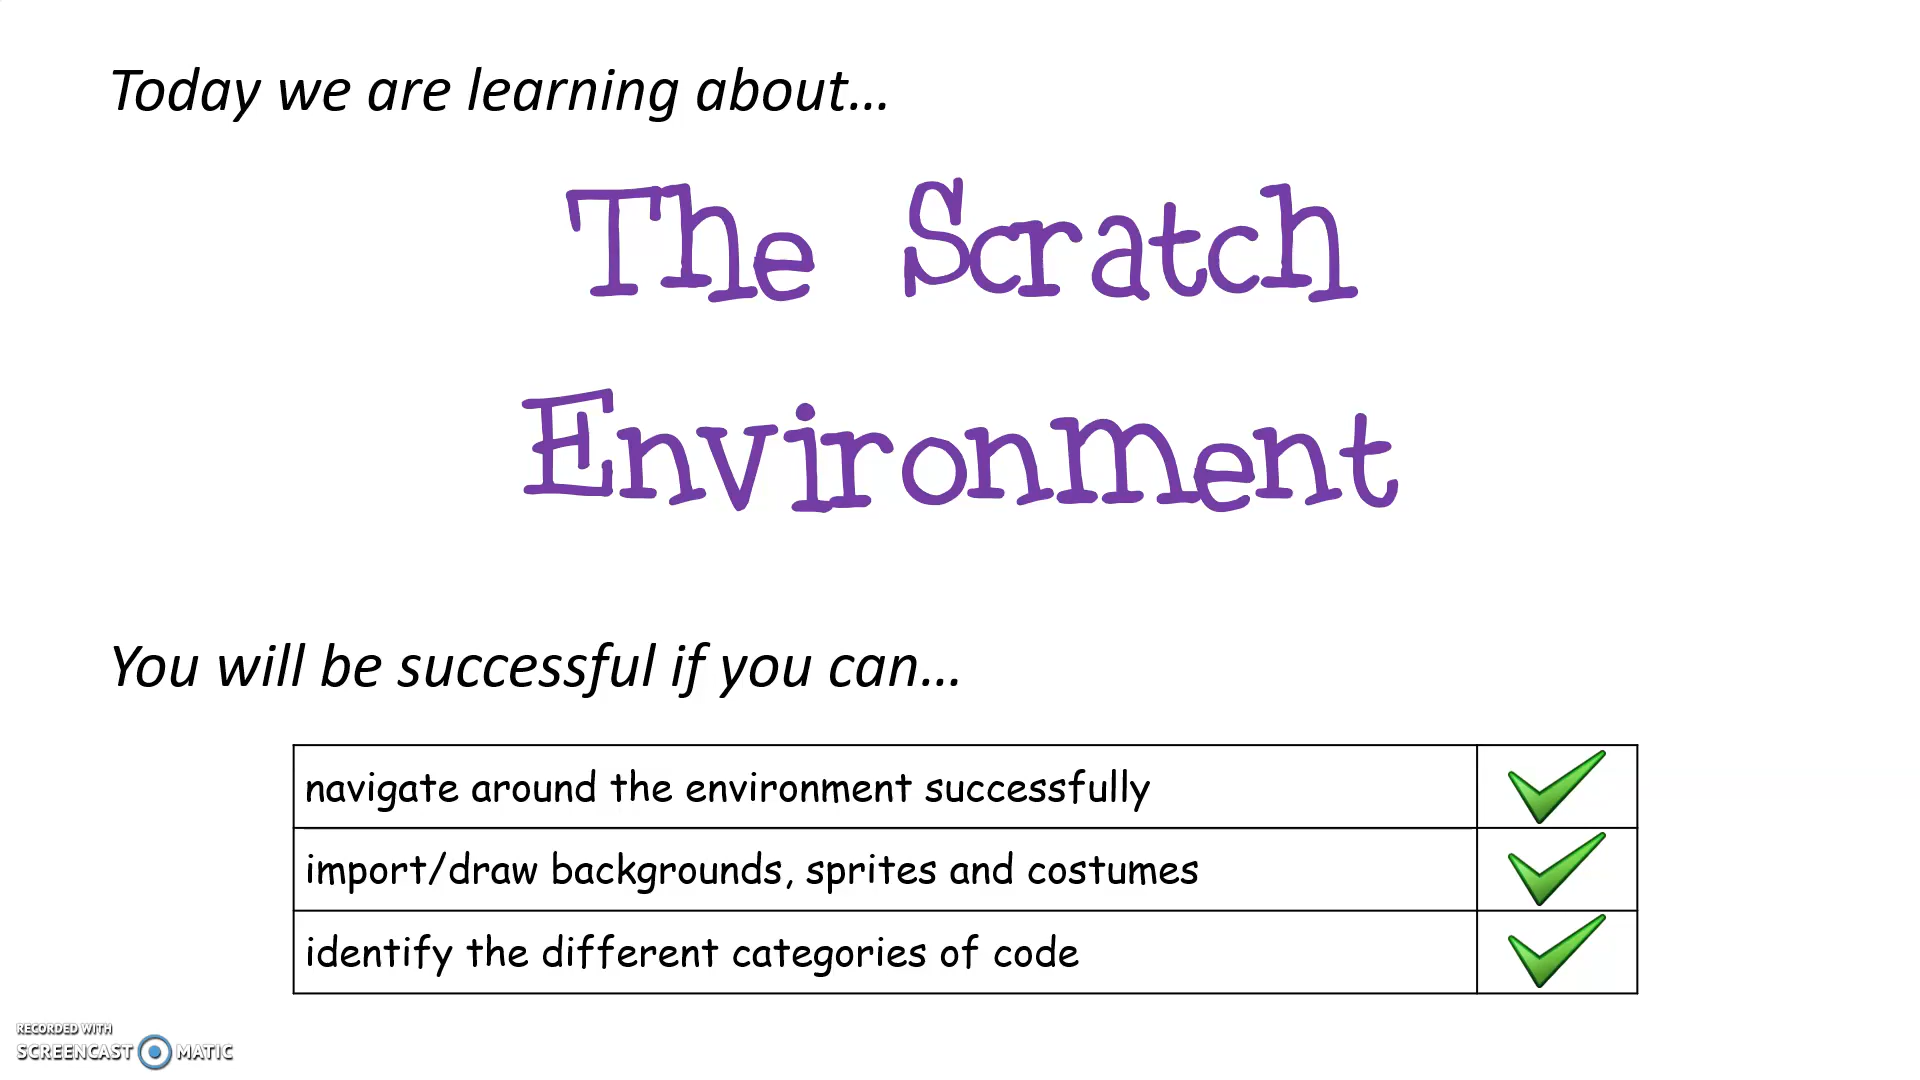 Today we are learning about...
The Scratch
Environment
You will be successful if you can...
navigate around the environment successfully
import/draw backgrounds, sprites and costumes
identify the different categories of code
RECORDED WITH
SCREENCAST MATIC